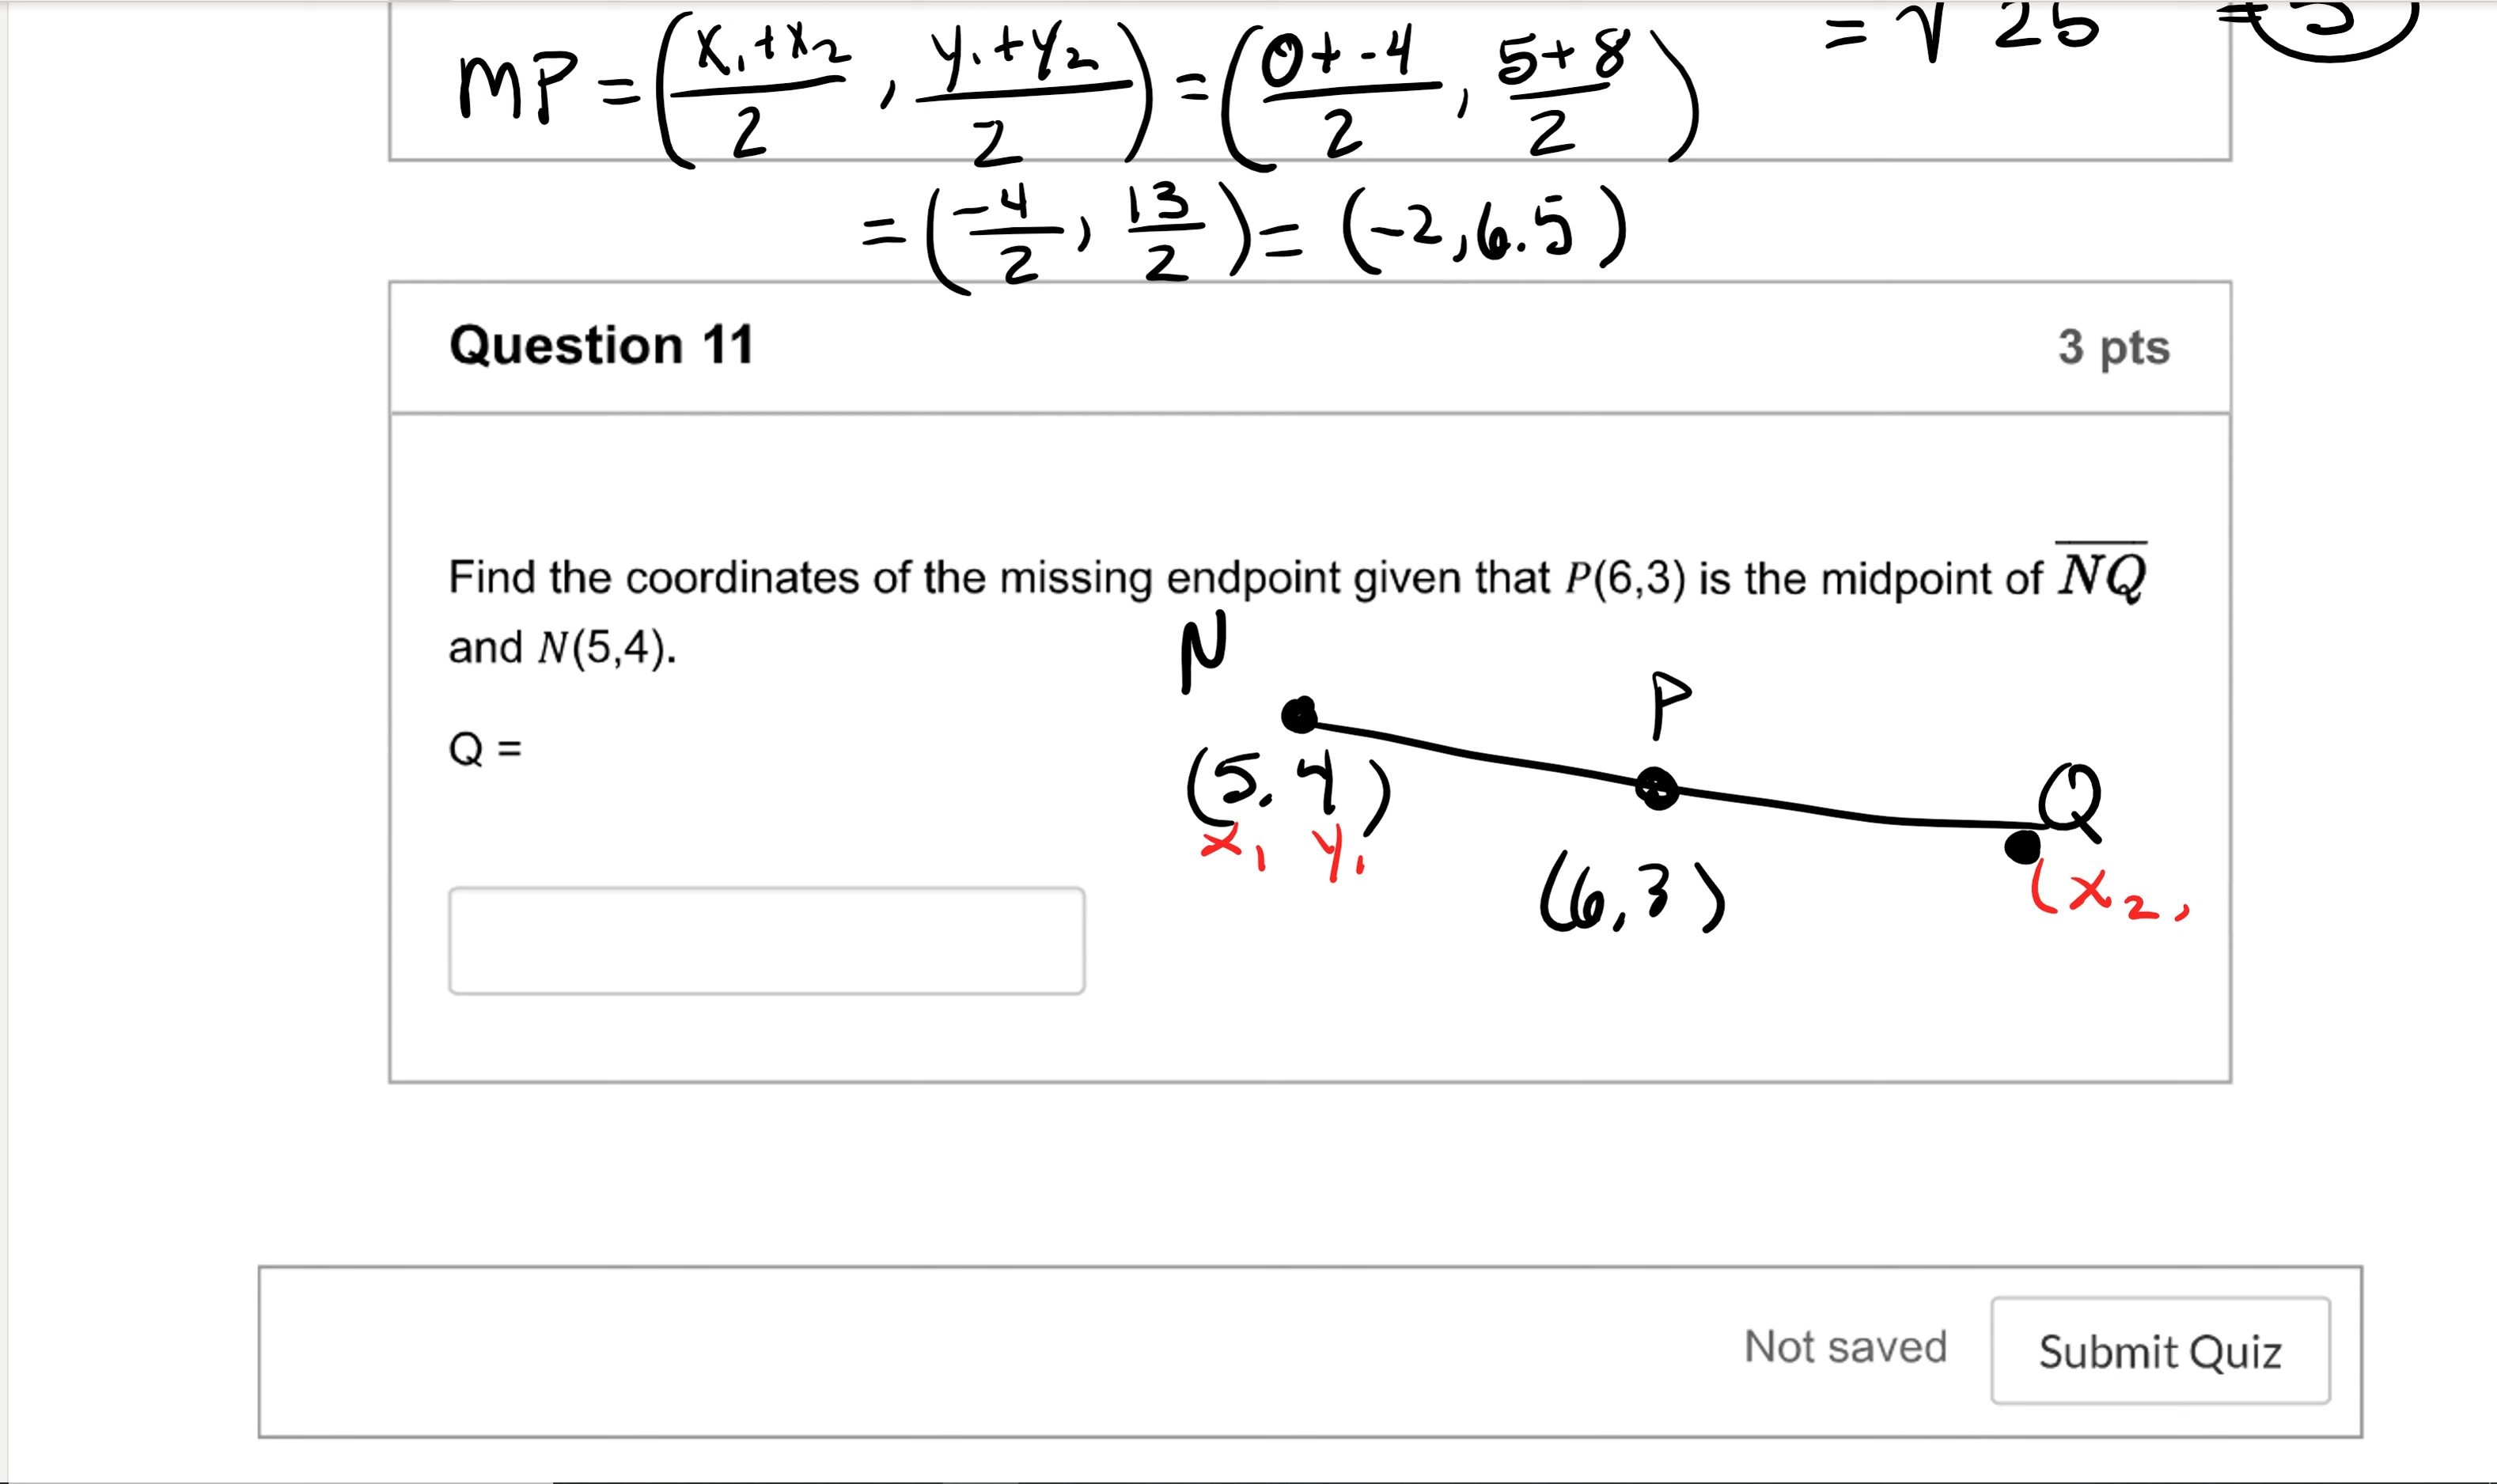 MP = (x₁+x₂/2, y₁+y₂/2) = (0+-4/2, 5+8/2) = √25 = 5
= (-4/2, 13/2) = (-2, 6.5)
Question 11 3 pts
Find the coordinates of the missing endpoint given that P(6,3) is the midpoint of N̅Q̅
and N(5,4).
N
P
Q =
(5, 4)
Q
x₁ y₁
(6,3)
(x₂,
Not saved Submit Quiz